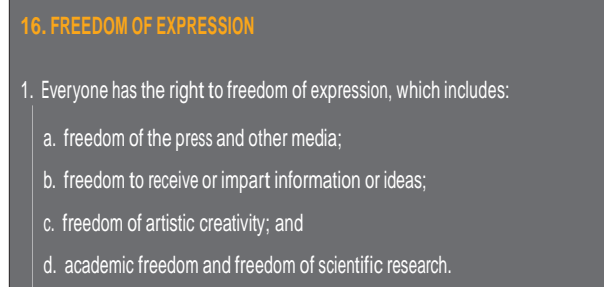 16. FREEDOM OF EXPRESSION
1. Everyone has the right to freedom of expression, which includes:
a. freedom of the press and other media;
b. freedom to receive or impart information or ideas;
c. freedom of artistic creativity; and
d. academic freedom and freedom of scientific research.